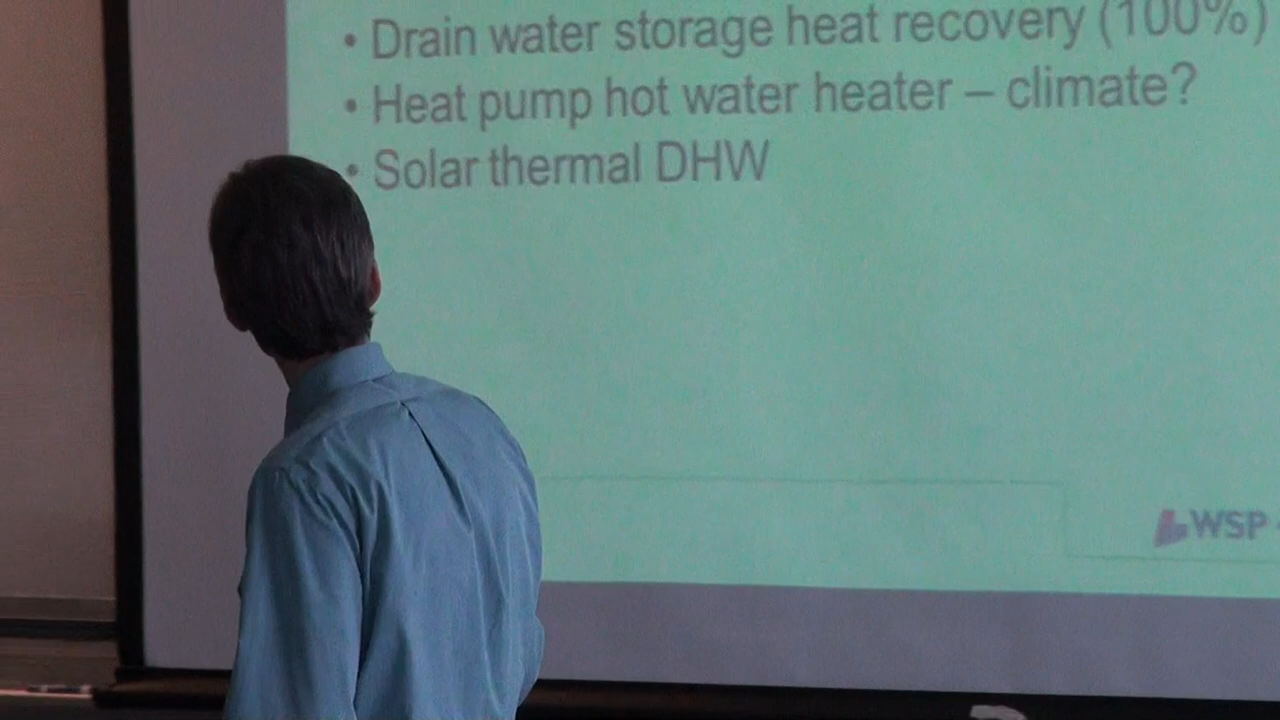 • Drain water storage heat recovery (100%)
• Heat pump hot water heater – climate?
• Solar thermal DHW
WSP